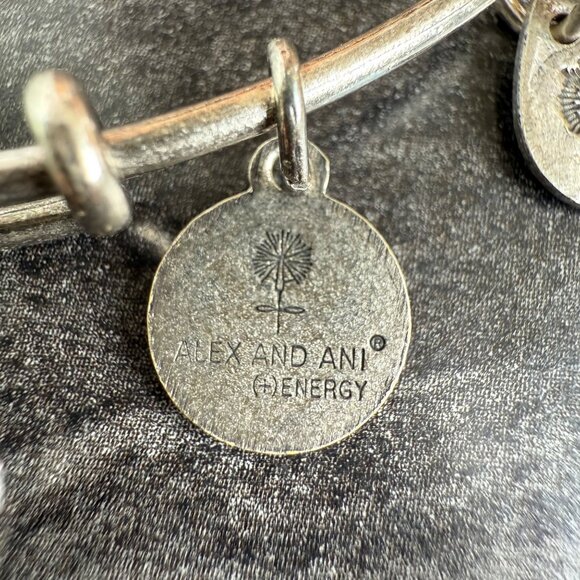 ALEX AND ANI®
(+)ENERGY